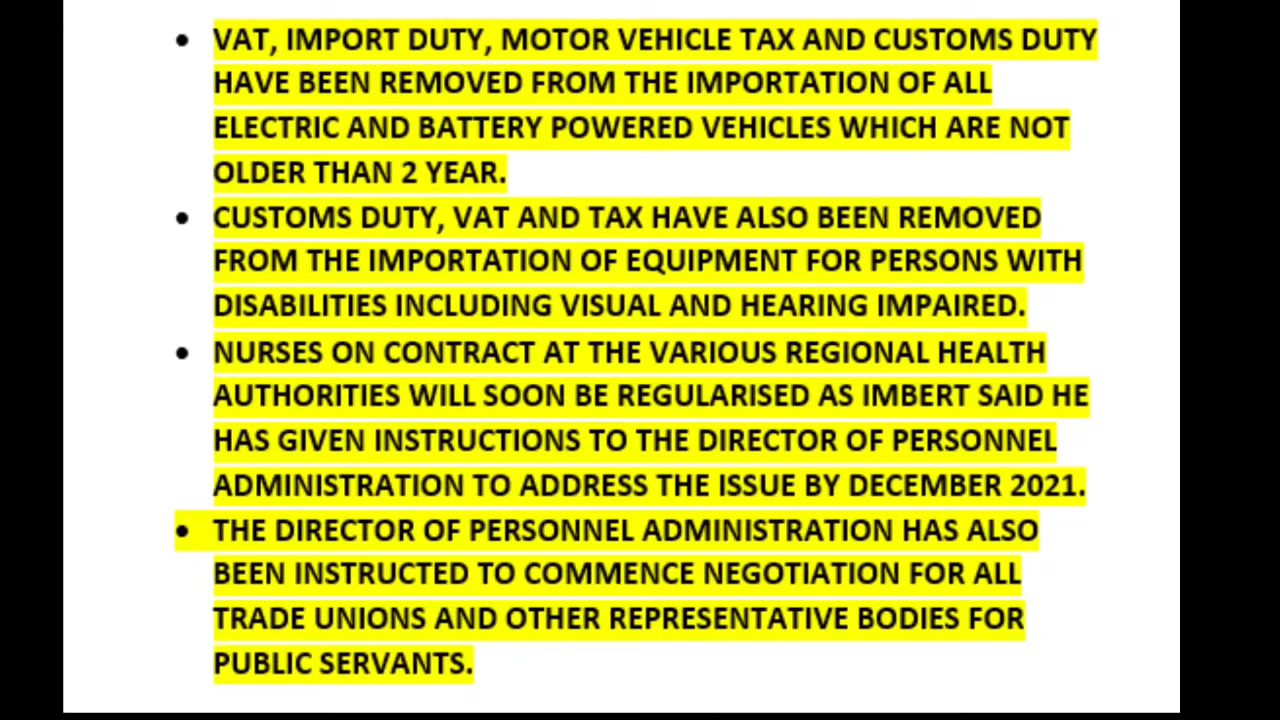 • VAT, IMPORT DUTY, MOTOR VEHICLE TAX AND CUSTOMS DUTY
HAVE BEEN REMOVED FROM THE IMPORTATION OF ALL
ELECTRIC AND BATTERY POWERED VEHICLES WHICH ARE NOT
OLDER THAN 2 YEAR.
• CUSTOMS DUTY, VAT AND TAX HAVE ALSO BEEN REMOVED
FROM THE IMPORTATION OF EQUIPMENT FOR PERSONS WITH
DISABILITIES INCLUDING VISUAL AND HEARING IMPAIRED.
• NURSES ON CONTRACT AT THE VARIOUS REGIONAL HEALTH
AUTHORITIES WILL SOON BE REGULARISED AS IMBERT SAID HE
HAS GIVEN INSTRUCTIONS TO THE DIRECTOR OF PERSONNEL
ADMINISTRATION TO ADDRESS THE ISSUE BY DECEMBER 2021.
• THE DIRECTOR OF PERSONNEL ADMINISTRATION HAS ALSO
BEEN INSTRUCTED TO COMMENCE NEGOTIATION FOR ALL
TRADE UNIONS AND OTHER REPRESENTATIVE BODIES FOR
PUBLIC SERVANTS.